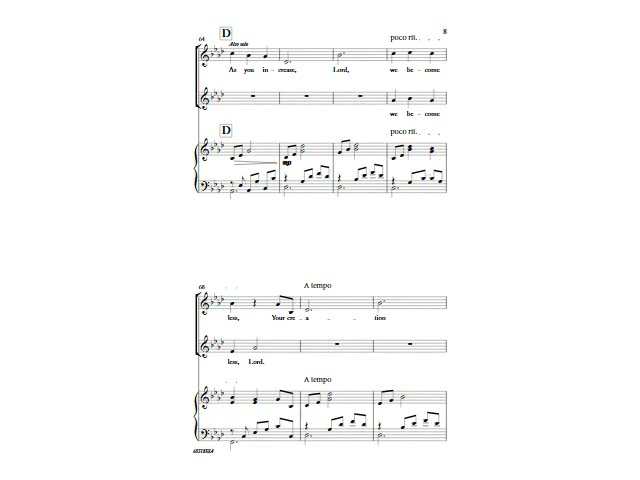 D
8
64
poco rit. . . .
Alto solo
As you in - crease, Lord, we be - come
we be - come
D
poco rit. . . .
mp
68
A tempo
less, Your cre - a - - - tion
less, Lord.
A tempo